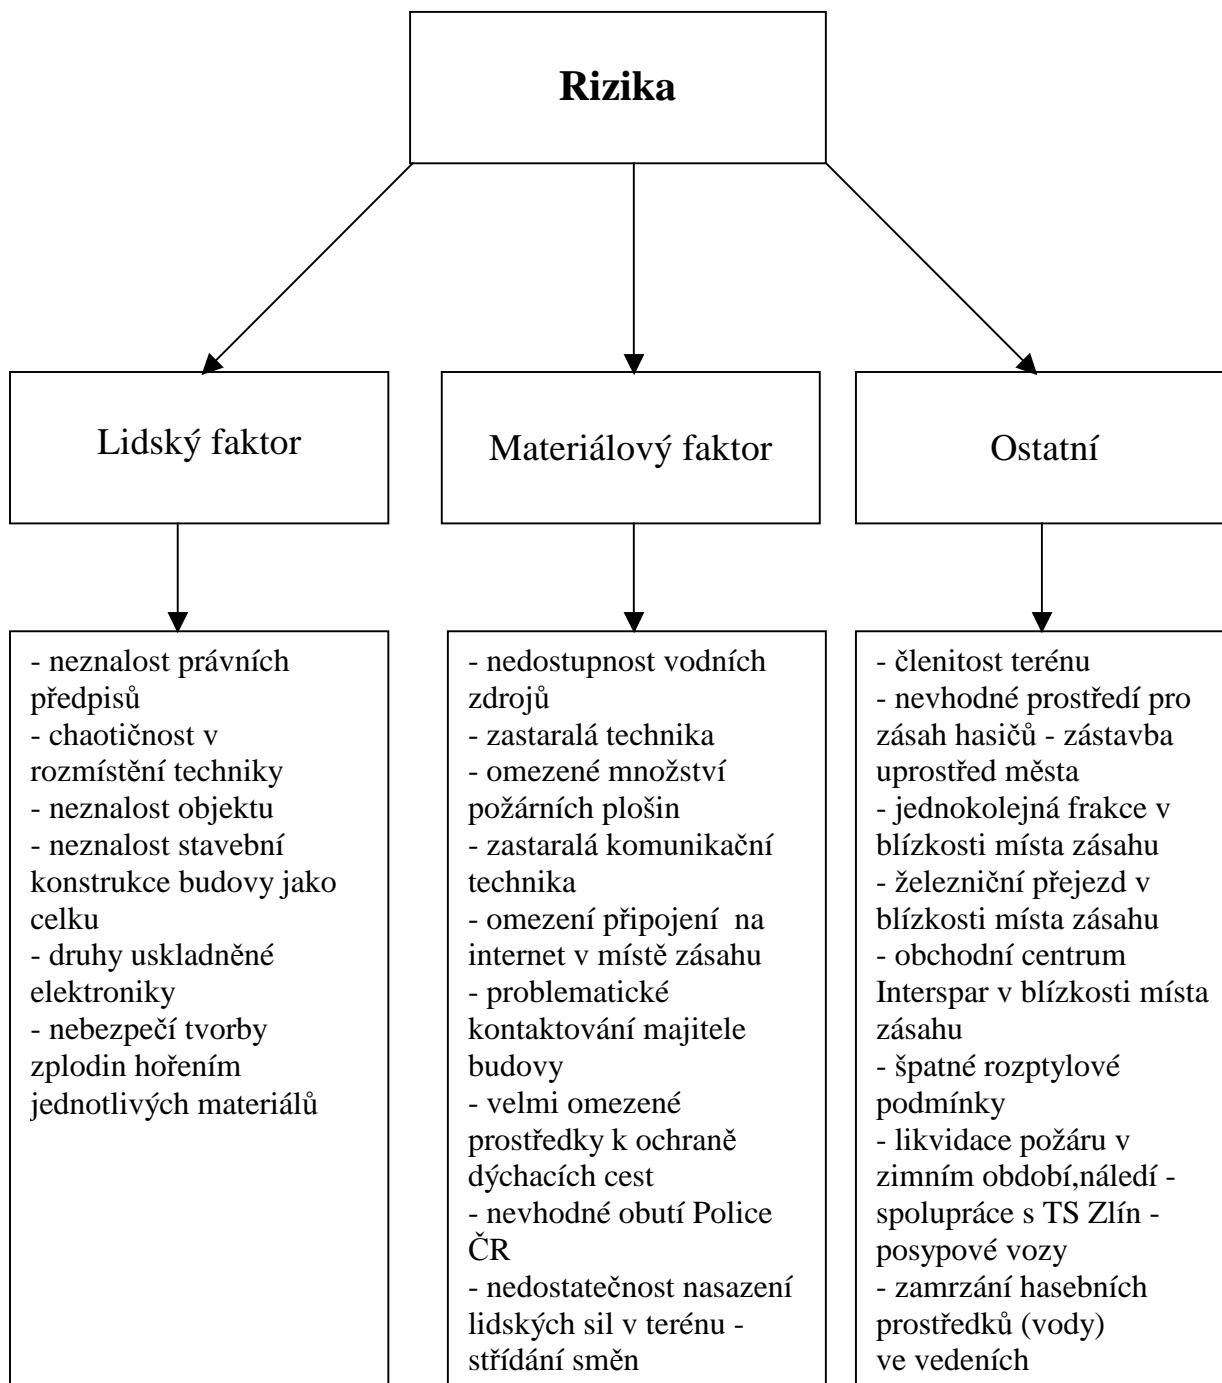 Rizika
Lidský faktor
Materiálový faktor
Ostatní
- neznalost právních
předpisů
- chaotičnost v
rozmístění techniky
- neznalost objektu
- neznalost stavební
konstrukce budovy jako
celku
- druhy uskladněné
elektroniky
- nebezpečí tvorby
zplodin hořením
jednotlivých materiálů
- nedostupnost vodních
zdrojů
- zastaralá technika
- omezené množství
požárních plošin
- zastaralá komunikační
technika
- omezení připojení  na
internet v místě zásahu
- problematické
kontaktování majitele
budovy
- velmi omezené
prostředky k ochraně
dýchacích cest
- nevhodné obutí Police
ČR
- nedostatečnost nasazení
lidských sil v terénu -
střídání směn
- členitost terénu
- nevhodné prostředí pro
zásah hasičů - zástavba
uprostřed města
- jednokolejná frakce v
blízkosti místa zásahu
- železniční přejezd v
blízkosti místa zásahu
- obchodní centrum
Interspar v blízkosti místa
zásahu
- špatné rozptylové
podmínky
- likvidace požáru v
zimním období,náledí -
spolupráce s TS Zlín -
posypové vozy
- zamrzání hasebních
prostředků (vody)
ve vedeních